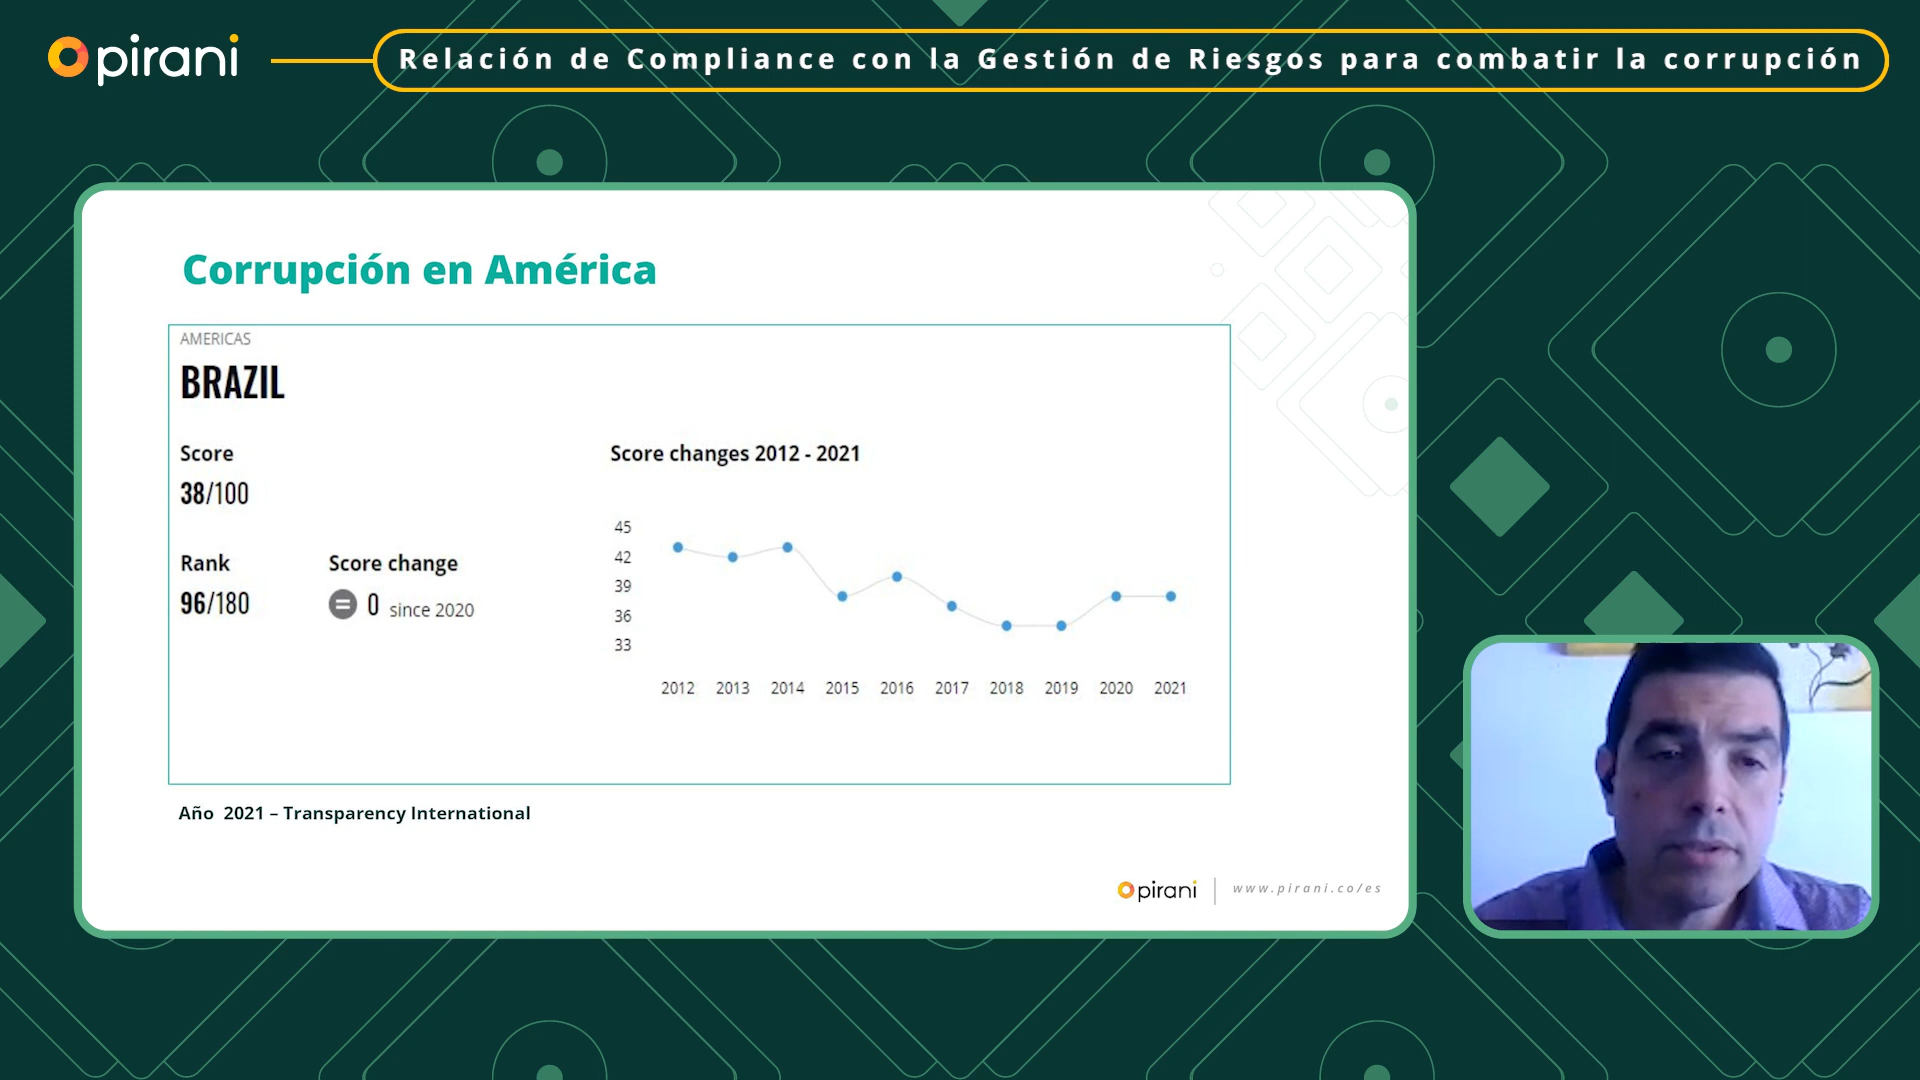 pirani
Relación de Compliance con la Gestión de Riesgos para combatir la corrupción
Corrupción en América
AMERICAS
BRAZIL
Score
38/100
Rank
96/180
Score change
= 0 since 2020
Score changes 2012 - 2021
45
42
39
36
33
2012 2013 2014 2015 2016 2017 2018 2019 2020 2021
Año 2021 – Transparency International
pirani | www.pirani.co/es